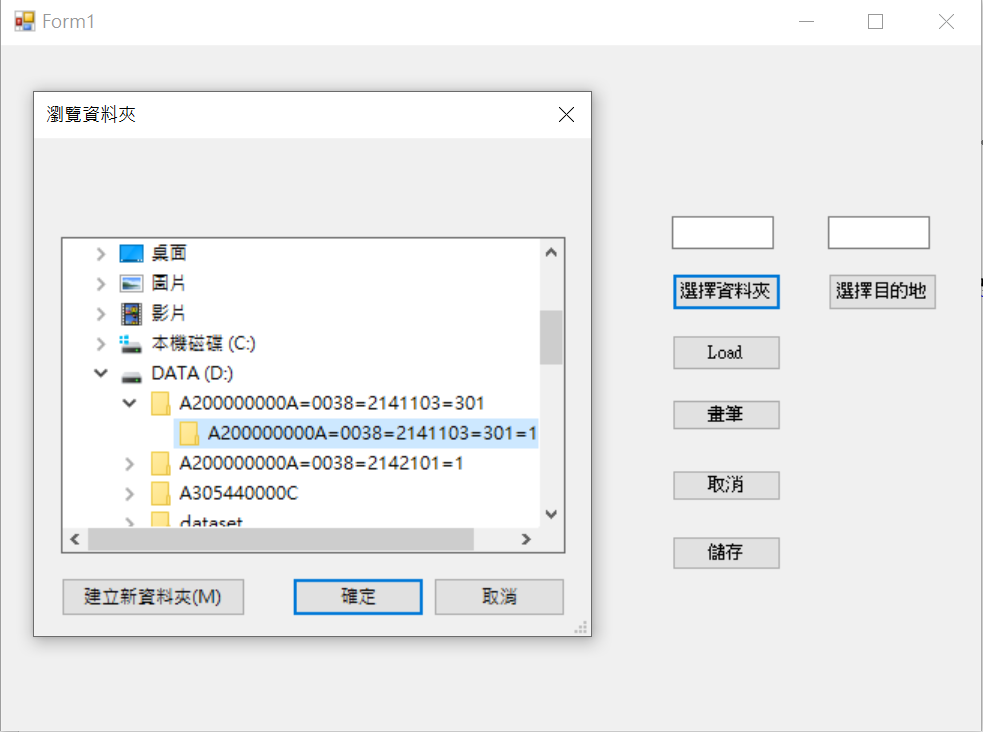 Form1
瀏覽資料夾
桌面
圖片
影片
本機磁碟 (C:)
DATA (D:)
A200000000A=0038=2141103=301
A200000000A=0038=2141103=301=1
A200000000A=0038=2142101=1
A305440000C
dataset
建立新資料夾(M)
確定
取消
選擇資料夾
選擇目的地
Load
畫筆
取消
儲存